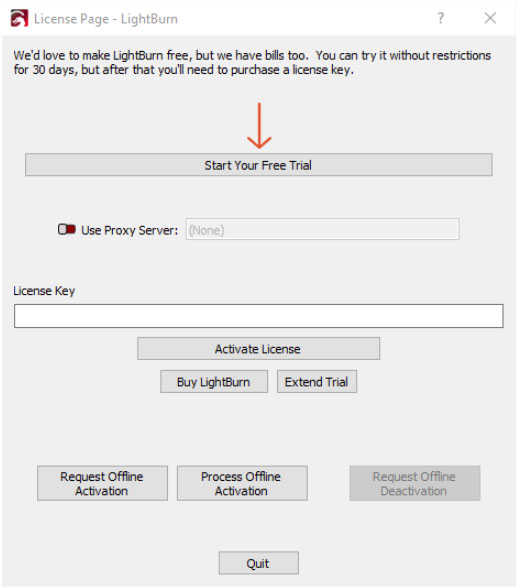 License Page - LightBurn
?
We'd love to make LightBurn free, but we have bills too.  You can try it without restrictions
for 30 days, but after that you'll need to purchase a license key.
Start Your Free Trial
Use Proxy Server: (None)
License Key
Activate License
Buy LightBurn Extend Trial
Request Offline Process Offline Request Offline
Activation Activation Deactivation
Quit